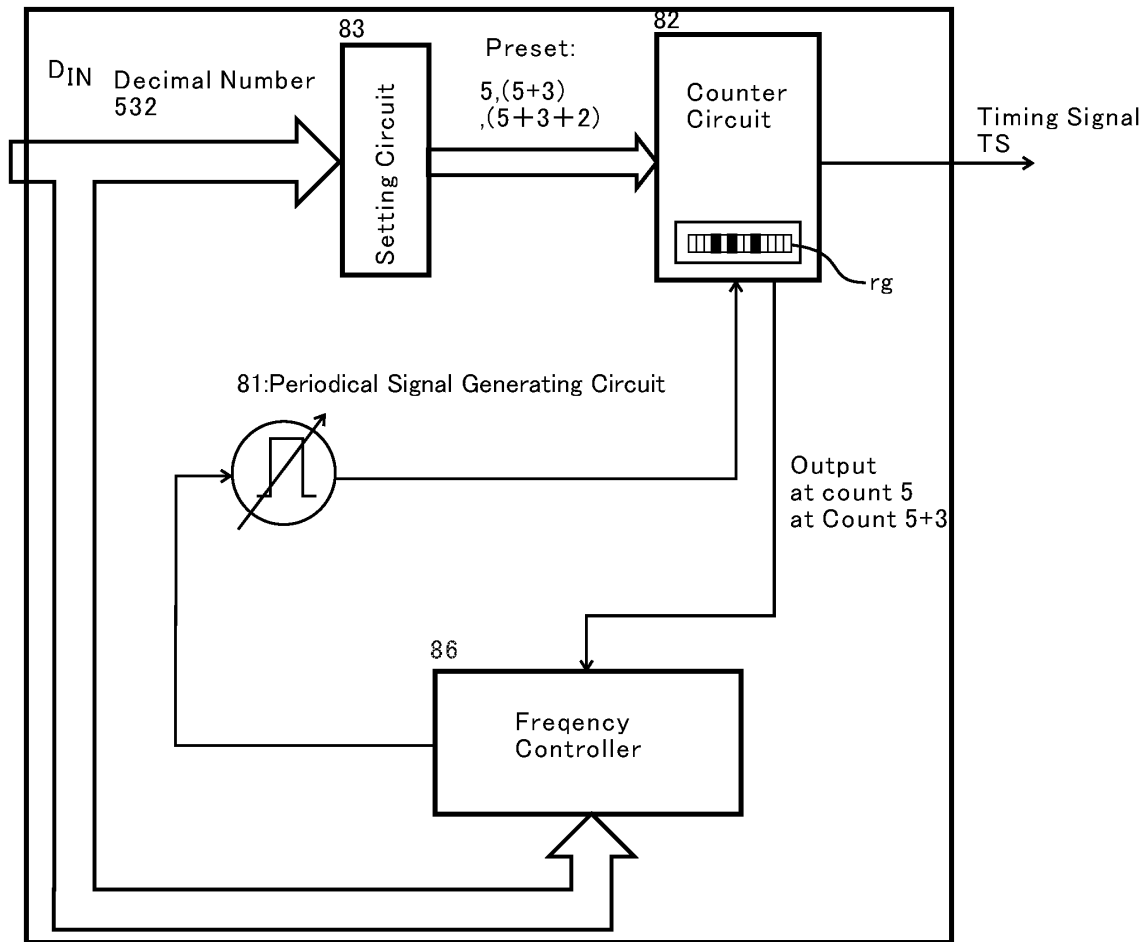 83
82
D_IN Decimal Number
532
Setting Circuit
Preset:
5,(5+3)
,(5+3+2)
Counter
Circuit
Timing Signal
TS
rg
81:Periodical Signal Generating Circuit
Output
at count 5
at Count 5+3
86
Freqency
Controller